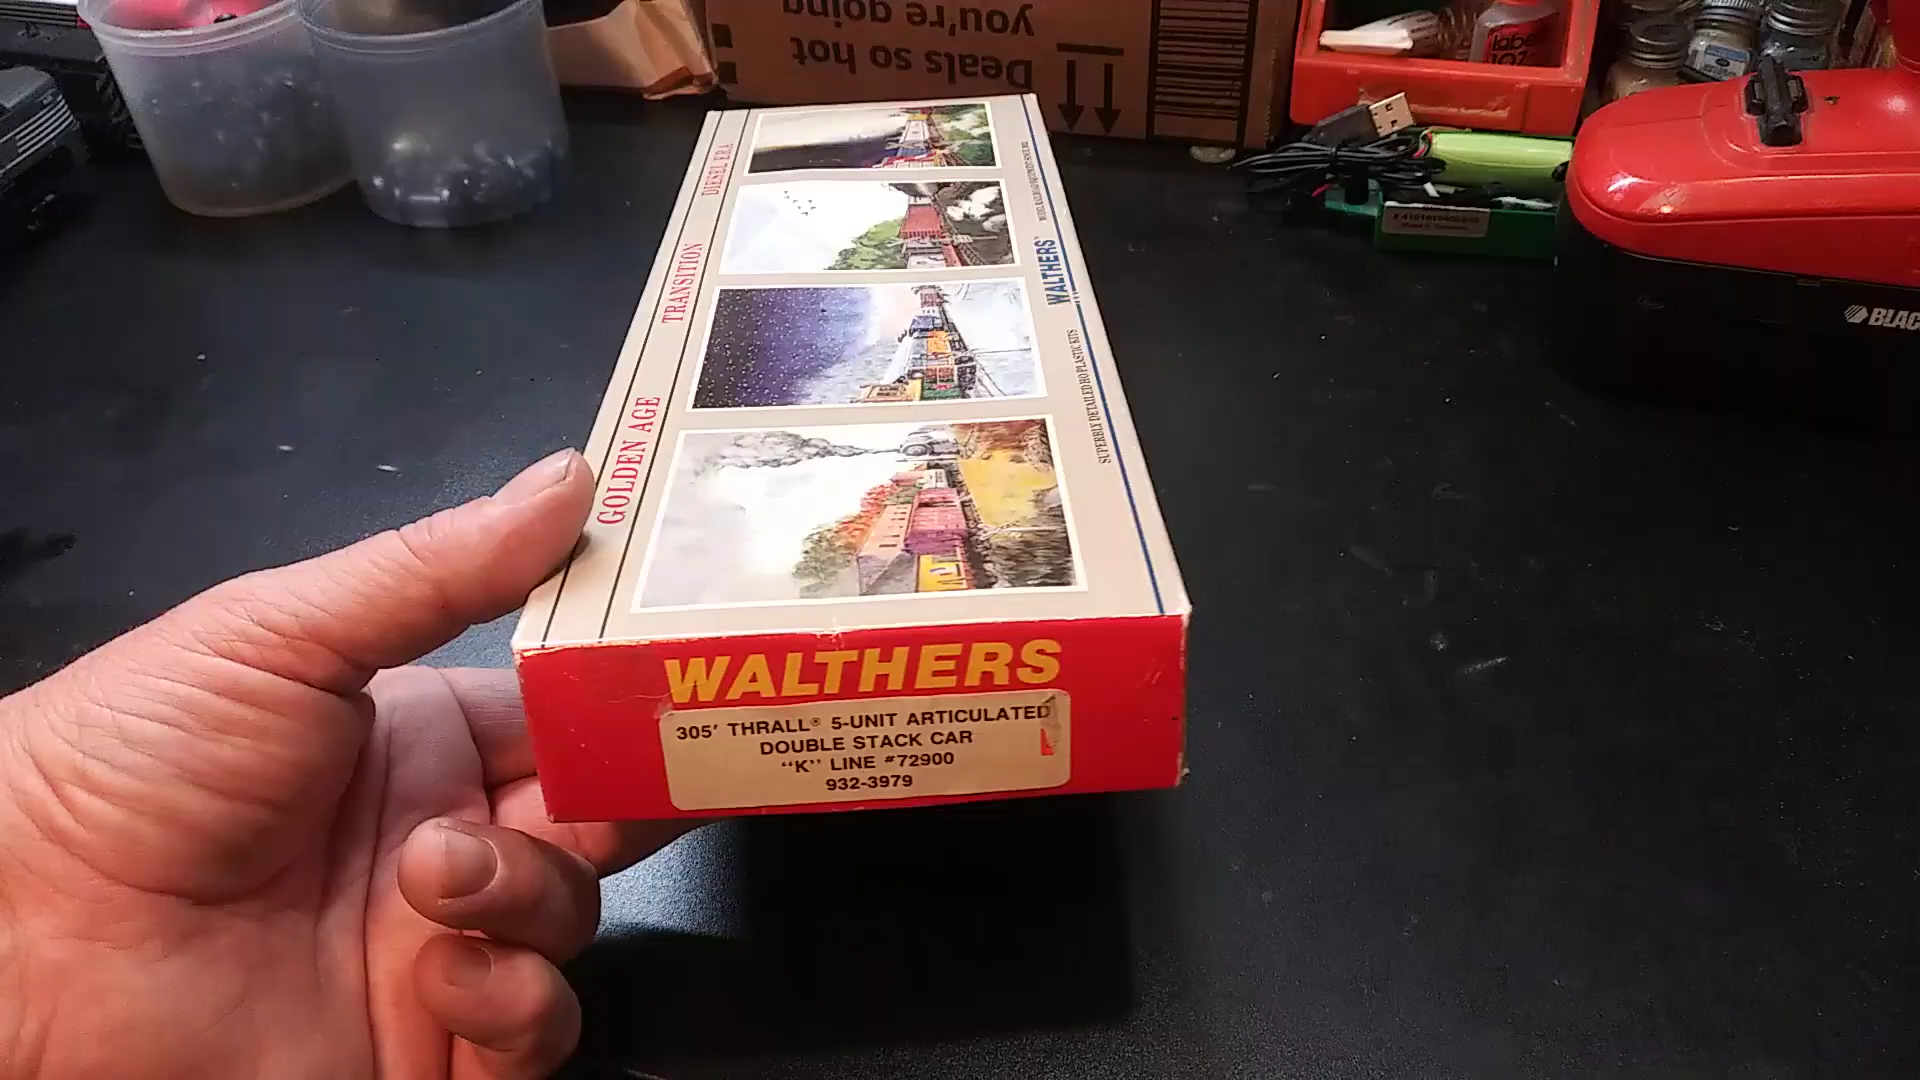 Deals so hot
you're going
DIESEL ERA
TRANSITION
GOLDEN AGE
WALTHERS®
SUPERBLY DETAILED HO PLASTIC KITS
WALTHERS
305' THRALL® 5-UNIT ARTICULATED
DOUBLE STACK CAR
“K” LINE #72900
932-3979
BLAC